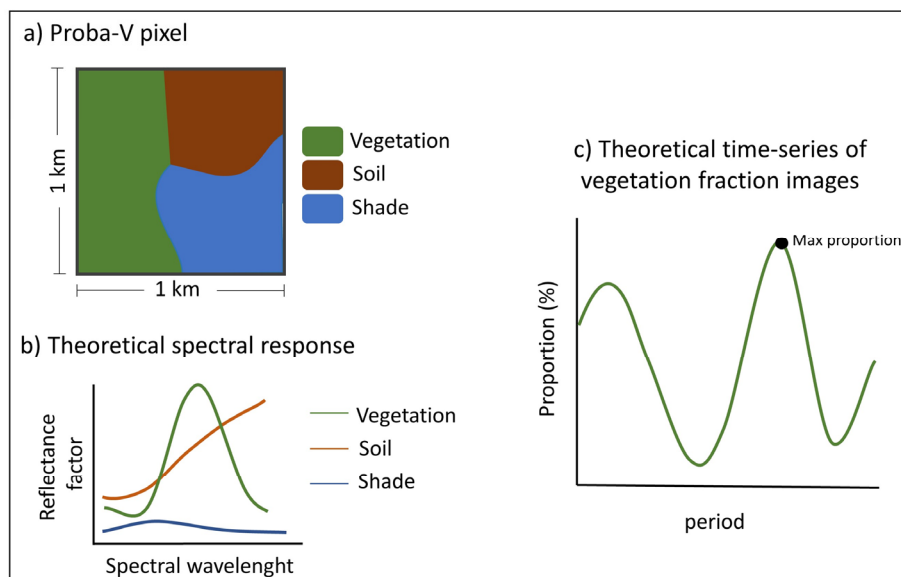 a) Proba-V pixel
1 km
1 km
Vegetation
Soil
Shade
b) Theoretical spectral response
Reflectance
factor
Spectral wavelenght
Vegetation
Soil
Shade
c) Theoretical time-series of
vegetation fraction images
Max proportion
Proportion (%)
period